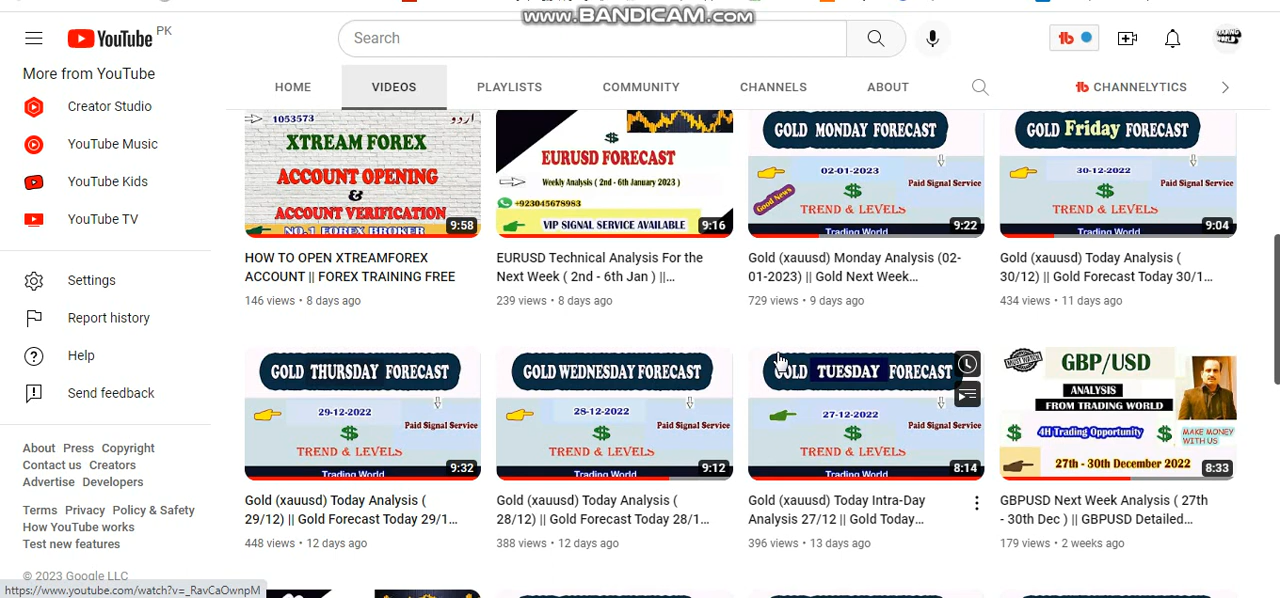 www.BANDICAM.com
YouTube PK
Search
tb
More from YouTube
HOME
VIDEOS
PLAYLISTS
COMMUNITY
CHANNELS
ABOUT
tb CHANNELYTICS
Creator Studio
YouTube Music
YouTube Kids
YouTube TV
Settings
Report history
Help
Send feedback
About Press Copyright
Contact us Creators
Advertise Developers
Terms Privacy Policy & Safety
How YouTube works
Test new features
© 2023 Google LLC
1053573
اردو
XTREAM FOREX
ACCOUNT OPENING
&
ACCOUNT VERIFICATION
NO.1 FOREX BROKER
9:58
HOW TO OPEN XTREAMFOREX
ACCOUNT || FOREX TRAINING FREE
146 views • 8 days ago
$
EURUSD FORECAST
Weekly Analysis ( 2nd - 6th January 2023 )
+923045678983
VIP SIGNAL SERVICE AVAILABLE
9:16
EURUSD Technical Analysis For the
Next Week ( 2nd - 6th Jan ) ||...
239 views • 8 days ago
GOLD MONDAY FORECAST
02-01-2023
Good News
$
Paid Signal Service
TREND & LEVELS
Trading World
9:22
Gold (xauusd) Monday Analysis (02-
01-2023) || Gold Next Week...
729 views • 9 days ago
GOLD Friday FORECAST
30-12-2022
$
Paid Signal Service
TREND & LEVELS
Trading World
9:04
Gold (xauusd) Today Analysis (
30/12) || Gold Forecast Today 30/1...
434 views • 11 days ago
GOLD THURSDAY FORECAST
29-12-2022
$
Paid Signal Service
TREND & LEVELS
Trading World
9:32
Gold (xauusd) Today Analysis (
29/12) || Gold Forecast Today 29/1...
448 views • 12 days ago
GOLD WEDNESDAY FORECAST
28-12-2022
$
Paid Signal Service
TREND & LEVELS
Trading World
9:12
Gold (xauusd) Today Analysis (
28/12) || Gold Forecast Today 28/1...
388 views • 12 days ago
GOLD TUESDAY FORECAST
27-12-2022
$
Paid Signal Service
TREND & LEVELS
Trading World
8:14
Gold (xauusd) Today Intra-Day
Analysis 27/12 || Gold Today...
396 views • 13 days ago
MUST WATCH
GBP/USD
ANALYSIS
FROM TRADING WORLD
$ 4H Trading Opportunity $
MAKE MONEY
WITH US
27th - 30th December 2022
8:33
GBPUSD Next Week Analysis ( 27th
- 30th Dec ) || GBPUSD Detailed...
179 views • 2 weeks ago
https://www.youtube.com/watch?v=_RavCaOwnpM